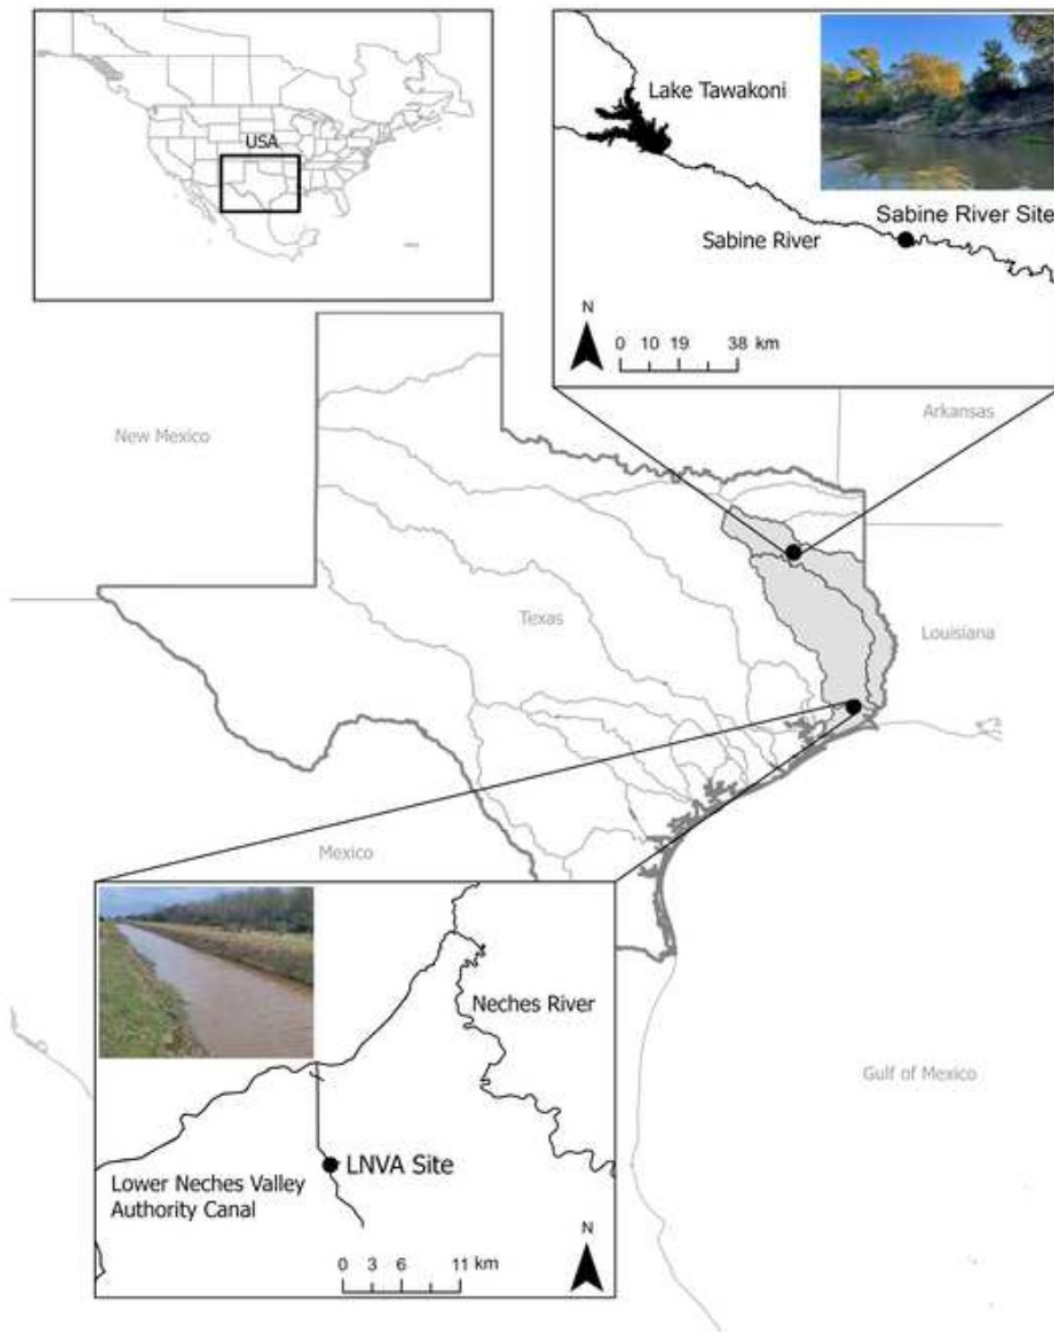 USA
Lake Tawakoni
Sabine River Site
Sabine River
N
0 10 19 38 km
New Mexico
Arkansas
Texas
Louisiana
Mexico
Neches River
Gulf of Mexico
LNVA Site
Lower Neches Valley
Authority Canal
N
0 3 6 11 km